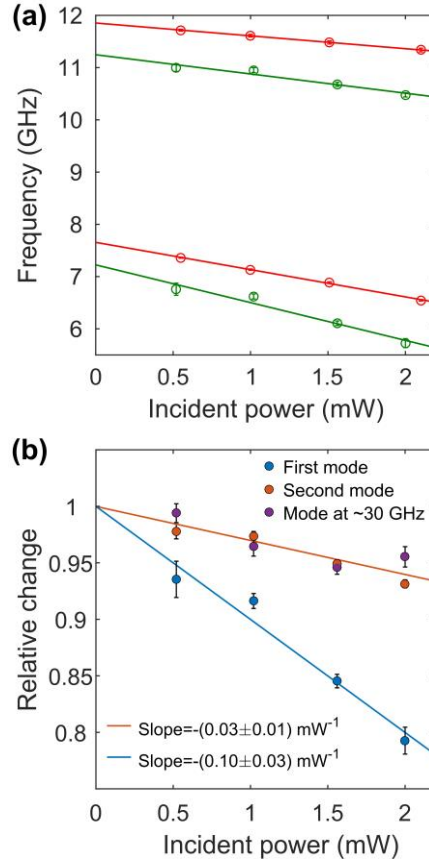 (a)
12
11
10
8
7
6
Frequency (GHz)
0 0.5 1 1.5 2
Incident power (mW)
(b)
First mode
Second mode
Mode at ~30 GHz
1
0.95
0.9
0.85
0.8
Relative change
Slope=-(0.03±0.01) mW⁻¹
Slope=-(0.10±0.03) mW⁻¹
0 0.5 1 1.5 2
Incident power (mW)